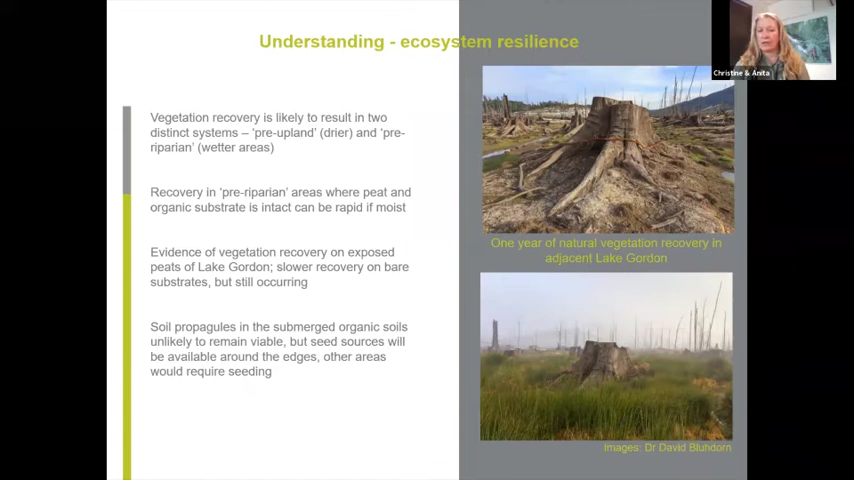 Understanding - ecosystem resilience
Christine & Anita
Vegetation recovery is likely to result in two
distinct systems – 'pre-upland' (drier) and 'pre-
riparian' (wetter areas)
Recovery in 'pre-riparian' areas where peat and
organic substrate is intact can be rapid if moist
Evidence of vegetation recovery on exposed
peats of Lake Gordon; slower recovery on bare
substrates, but still occurring
Soil propagules in the submerged organic soils
unlikely to remain viable, but seed sources will
be available around the edges, other areas
would require seeding
One year of natural vegetation recovery in
adjacent Lake Gordon
Images: Dr David Blühdorn